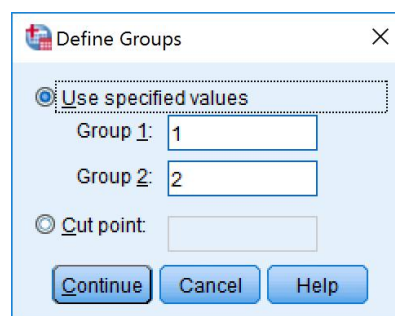 Define Groups
Use specified values
Group 1: 1
Group 2: 2
Cut point:
Continue Cancel Help